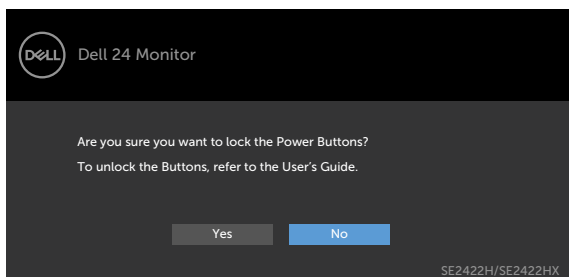 DELL
Dell 24 Monitor
Are you sure you want to lock the Power Buttons?
To unlock the Buttons, refer to the User's Guide.
Yes No
SE2422H/SE2422HX